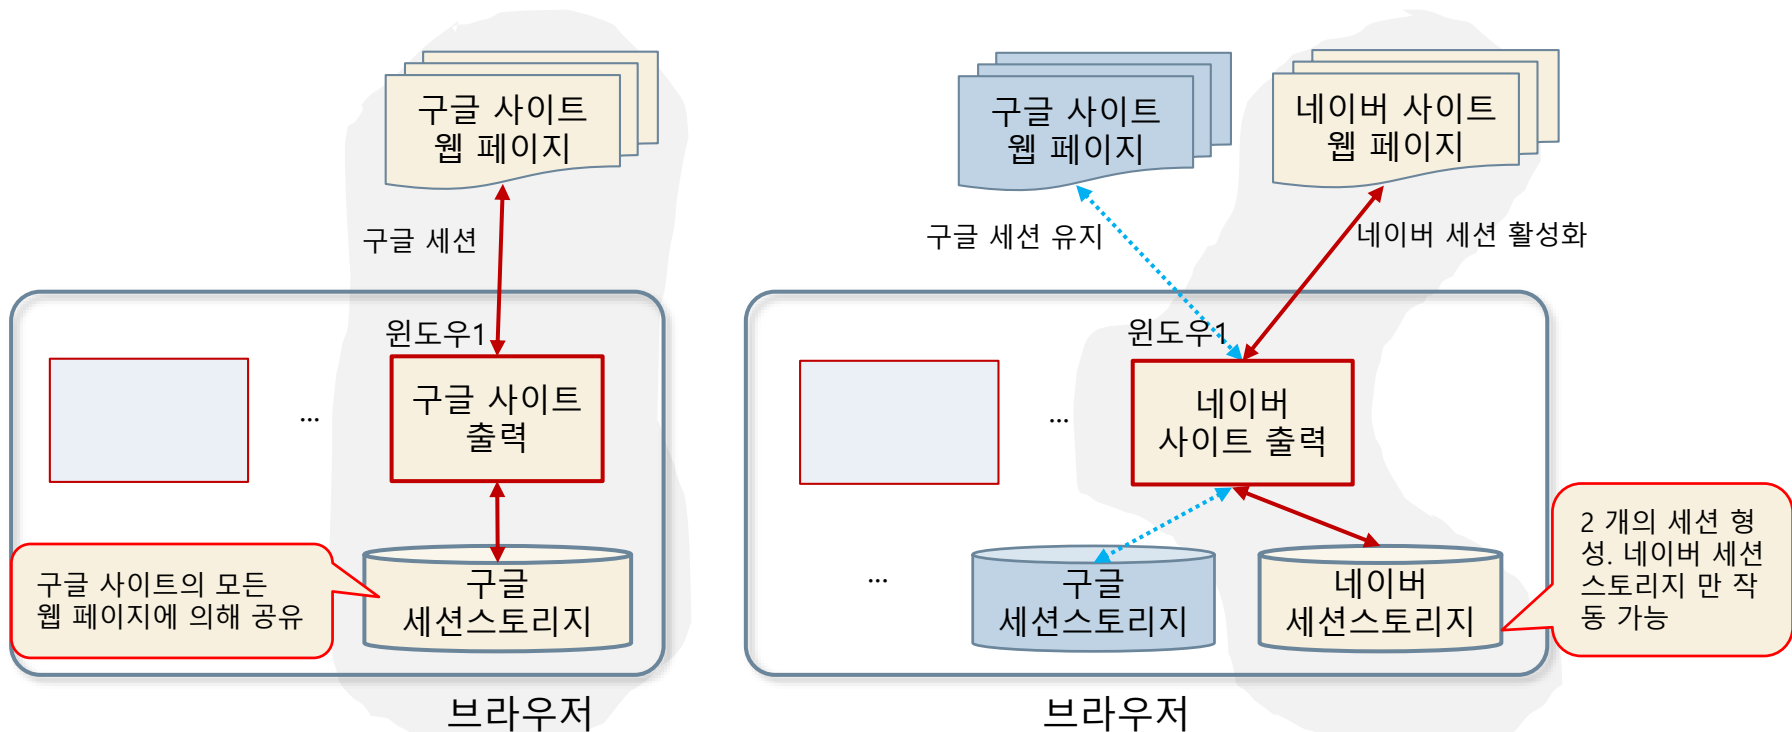 구글 사이트
웹 페이지
구글 세션
윈도우1
...
구글 사이트
출력
구글 사이트의 모든
웹 페이지에 의해 공유
구글
세션스토리지
브라우저
구글 사이트
웹 페이지
네이버 사이트
웹 페이지
구글 세션 유지
네이버 세션 활성화
윈도우1
...
네이버
사이트 출력
...
구글
세션스토리지
네이버
세션스토리지
2 개의 세션 형
성. 네이버 세션
스토리지 만 작
동 가능
브라우저